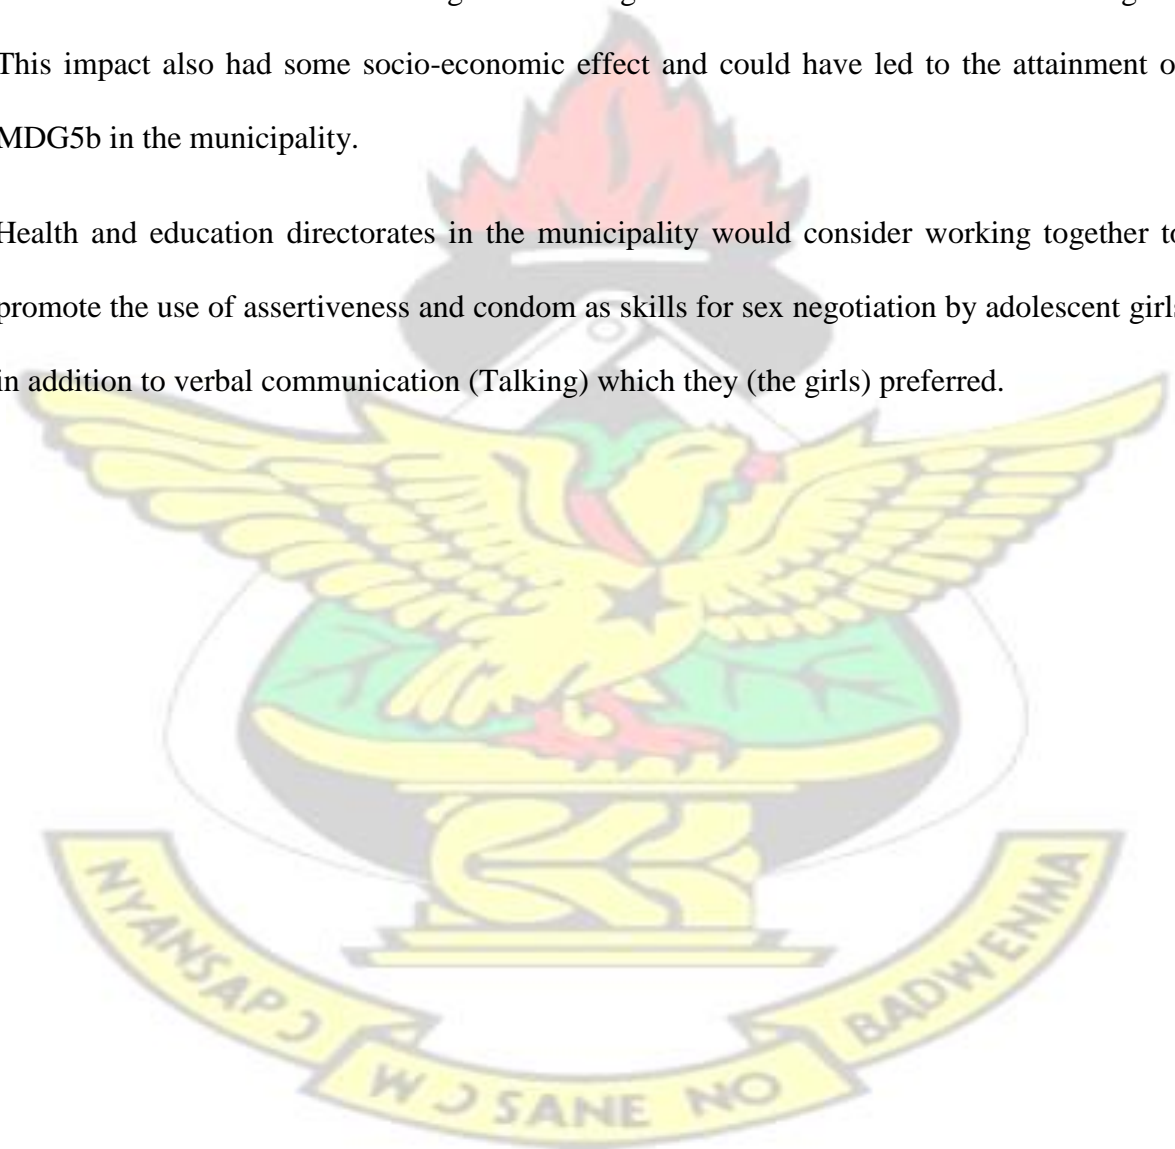 This impact also had some socio-economic effect and could have led to the attainment o
MDG5b in the municipality.
Health and education directorates in the municipality would consider working together to
promote the use of assertiveness and condom as skills for sex negotiation by adolescent girls
in addition to verbal communication (Talking) which they (the girls) preferred.
NYANSAPƆ
WƆSANE NO
BADWENMA